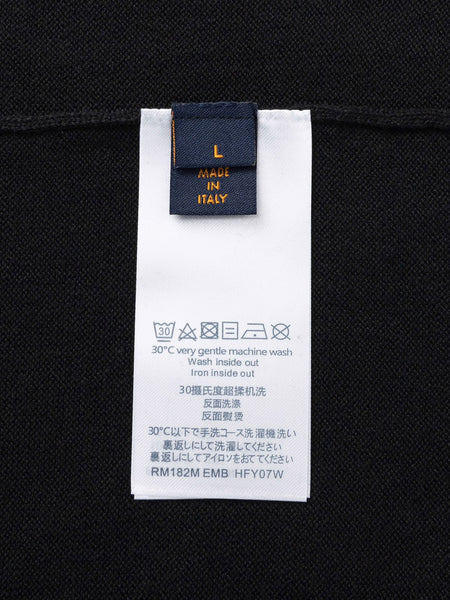 L
MADE
IN
ITALY
30
30°C very gentle machine wash
Wash inside out
Iron inside out
30摄氏度超揉机洗
反面洗涤
反面熨烫
30℃以下で手洗コース洗濯機洗い
裏返しにして洗濯してください
裏返しにしてアイロンをあててください
RM182M EMB HFY07W